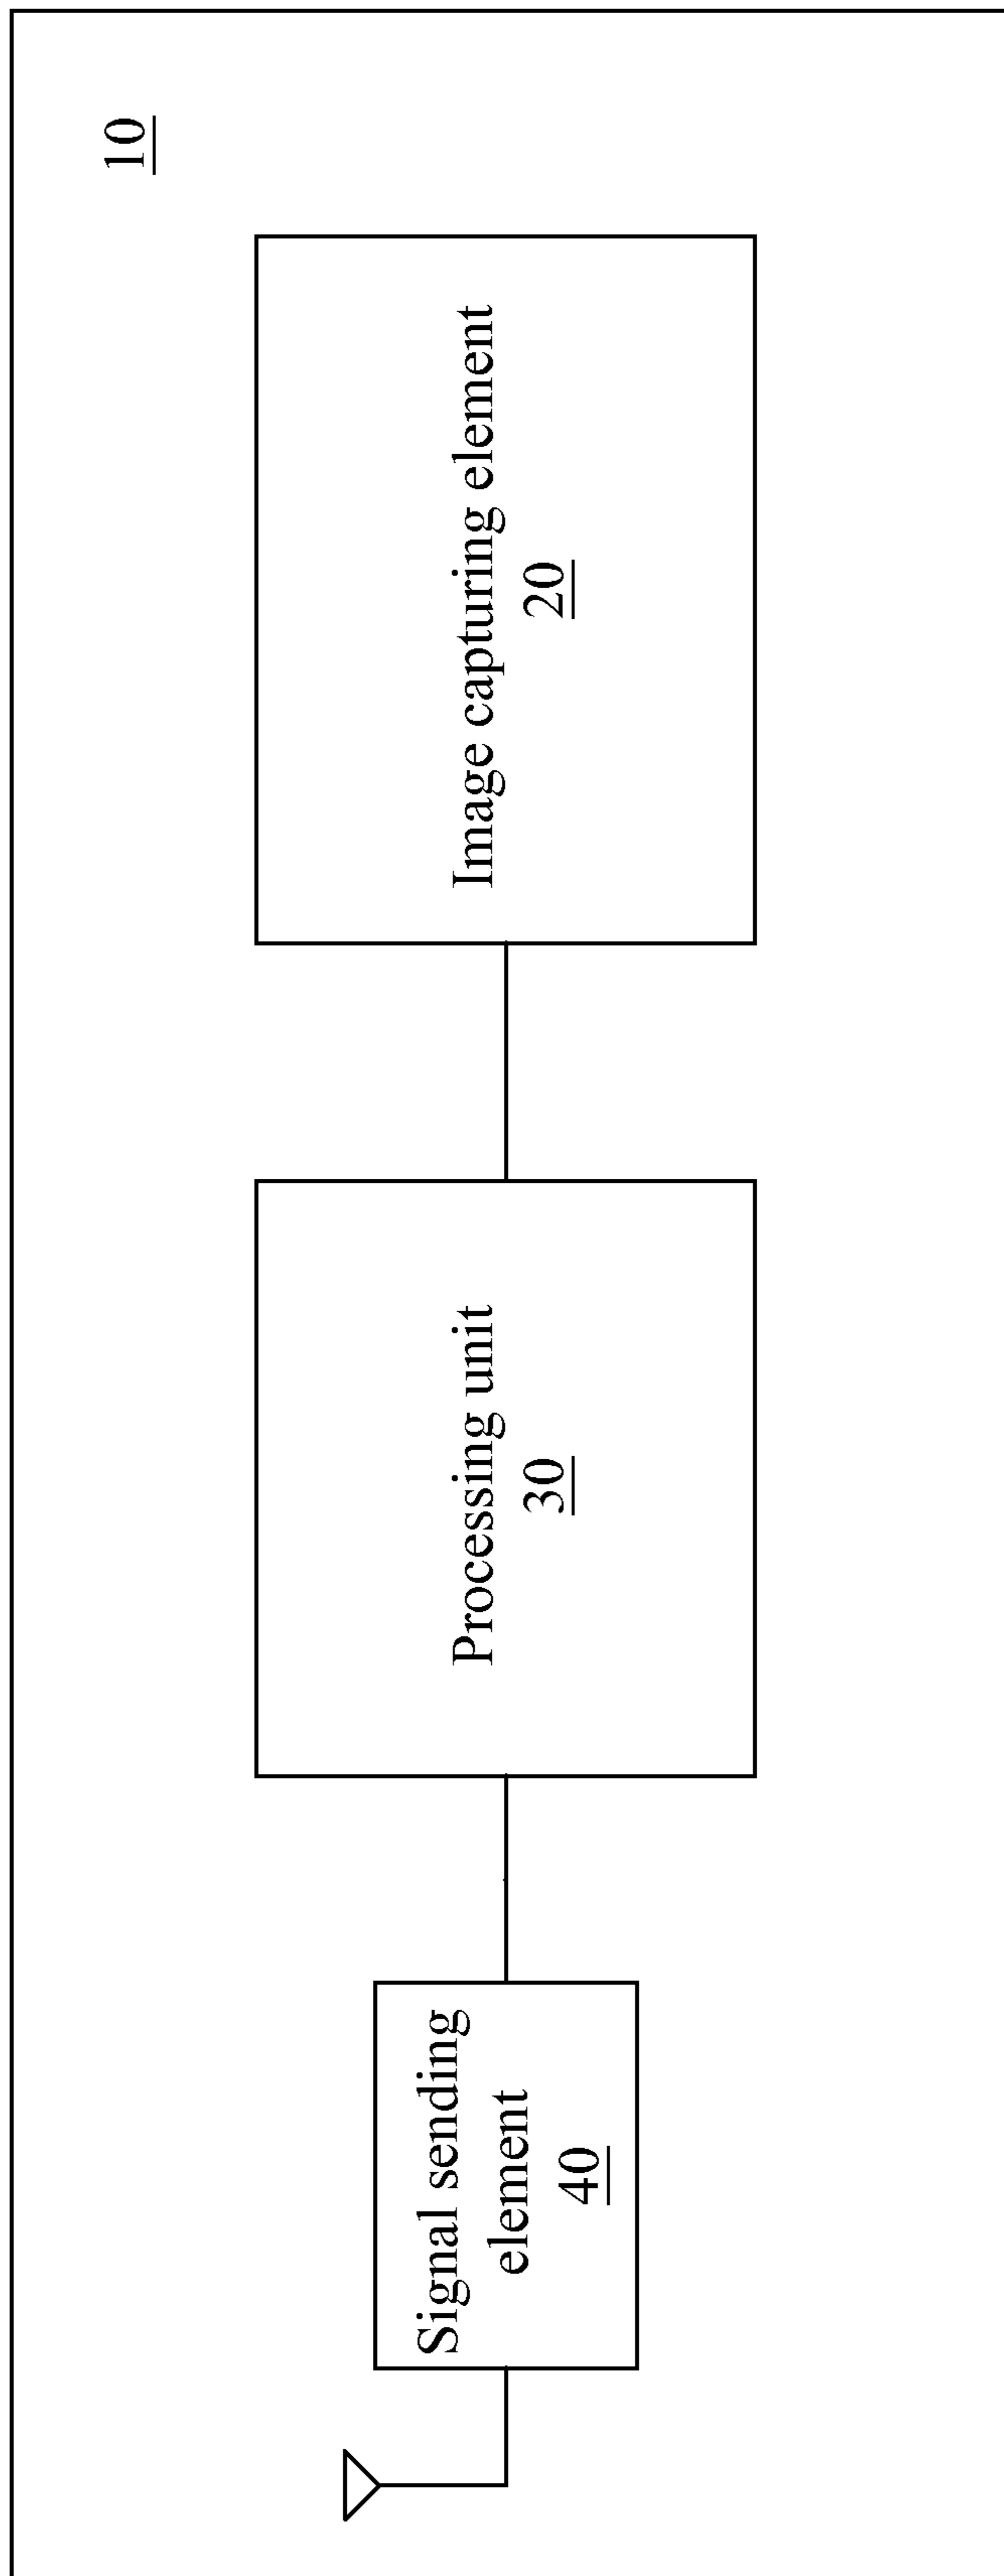 10
Signal sending
element
40
Processing unit
30
Image capturing element
20